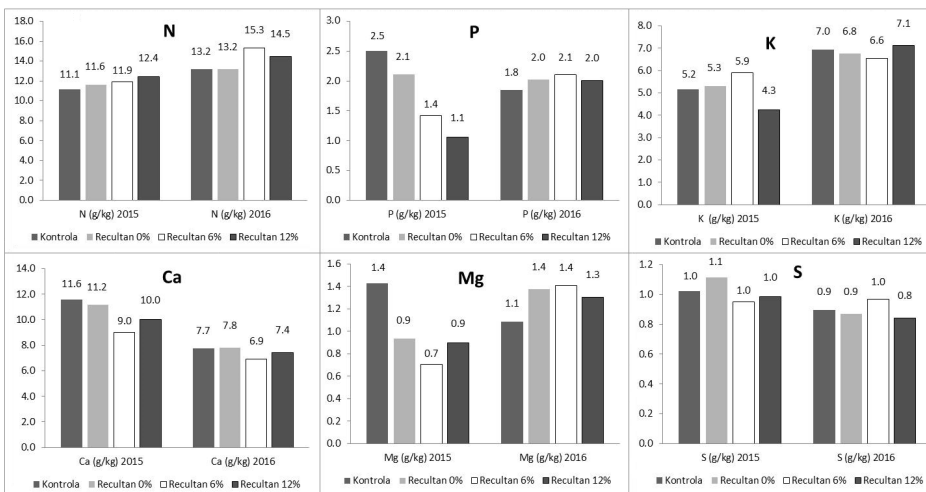 N
18.0
16.0
14.0
12.0
10.0
8.0
6.0
4.0
2.0
0.0
11.1 11.6 11.9 12.4 13.2 13.2 15.3 14.5
N (g/kg) 2015 N (g/kg) 2016
Kontrola Recultan 0% Recultan 6% Recultan 12%
P
3.0
2.5
2.0
1.5
1.0
0.5
0.0
2.5 2.1 1.4 1.1 1.8 2.0 2.1 2.0
P (g/kg) 2015 P (g/kg) 2016
Kontrola Recultan 0% Recultan 6% Recultan 12%
K
8.0
7.0
6.0
5.0
4.0
3.0
2.0
1.0
0.0
5.2 5.3 5.9 4.3 7.0 6.8 6.6 7.1
K (g/kg) 2015 K (g/kg) 2016
Kontrola Recultan 0% Recultan 6% Recultan 12%
Ca
14.0
12.0
10.0
8.0
6.0
4.0
2.0
0.0
11.6 11.2 9.0 10.0 7.7 7.8 6.9 7.4
Ca (g/kg) 2015 Ca (g/kg) 2016
Kontrola Recultan 0% Recultan 6% Recultan 12%
Mg
1.6
1.4
1.2
1.0
0.8
0.6
0.4
0.2
0.0
1.4 0.9 0.7 0.9 1.1 1.4 1.4 1.3
Mg (g/kg) 2015 Mg (g/kg) 2016
Kontrola Recultan 0% Recultan 6% Recultan 12%
S
1.2
1.0
0.8
0.6
0.4
0.2
0.0
1.0 1.1 1.0 1.0 0.9 0.9 1.0 0.8
S (g/kg) 2015 S (g/kg) 2016
Kontrola Recultan 0% Recultan 6% Recultan 12%